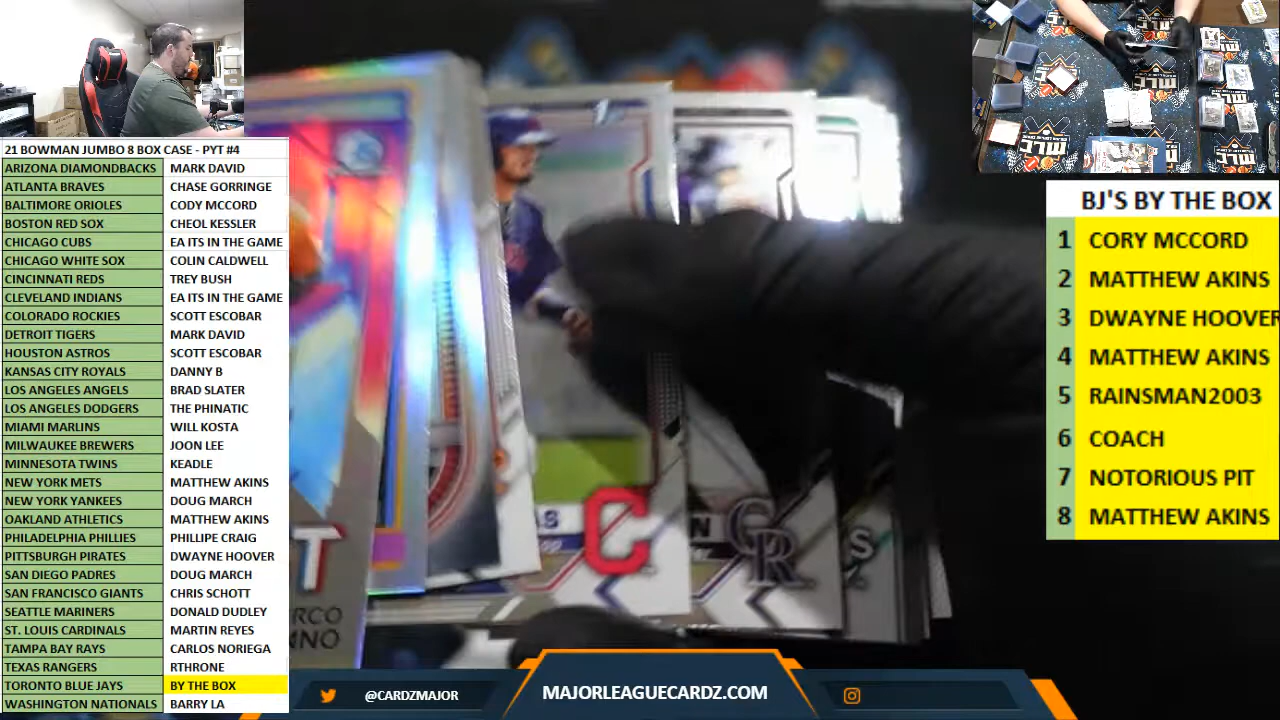 21 BOWMAN JUMBO 8 BOX CASE - PYT #4
ARIZONA DIAMONDBACKS MARK DAVID
ATLANTA BRAVES CHASE GORRINGE
BALTIMORE ORIOLES CODY MCCORD
BOSTON RED SOX CHEOL KESSLER
CHICAGO CUBS EA ITS IN THE GAME
CHICAGO WHITE SOX COLIN CALDWELL
CINCINNATI REDS TREY BUSH
CLEVELAND INDIANS EA ITS IN THE GAME
COLORADO ROCKIES SCOTT ESCOBAR
DETROIT TIGERS MARK DAVID
HOUSTON ASTROS SCOTT ESCOBAR
KANSAS CITY ROYALS DANNY B
LOS ANGELES ANGELS BRAD SLATER
LOS ANGELES DODGERS THE PHINATIC
MIAMI MARLINS WILL KOSTA
MILWAUKEE BREWERS JOON LEE
MINNESOTA TWINS KEADLE
NEW YORK METS MATTHEW AKINS
NEW YORK YANKEES DOUG MARCH
OAKLAND ATHLETICS MATTHEW AKINS
PHILADELPHIA PHILLIES PHILLIPE CRAIG
PITTSBURGH PIRATES DWAYNE HOOVER
SAN DIEGO PADRES DOUG MARCH
SAN FRANCISCO GIANTS CHRIS SCHOTT
SEATTLE MARINERS DONALD DUDLEY
ST. LOUIS CARDINALS MARTIN REYES
TAMPA BAY RAYS CARLOS NORIEGA
TEXAS RANGERS RTHRONE
TORONTO BLUE JAYS BY THE BOX
WASHINGTON NATIONALS BARRY LA
BJ'S BY THE BOX
1 CORY MCCORD
2 MATTHEW AKINS
3 DWAYNE HOOVER
4 MATTHEW AKINS
5 RAINSMAN2003
6 COACH
7 NOTORIOUS PIT
8 MATTHEW AKINS
C
CR
@CARDZMAJOR
MAJORLEAGUECARDZ.COM